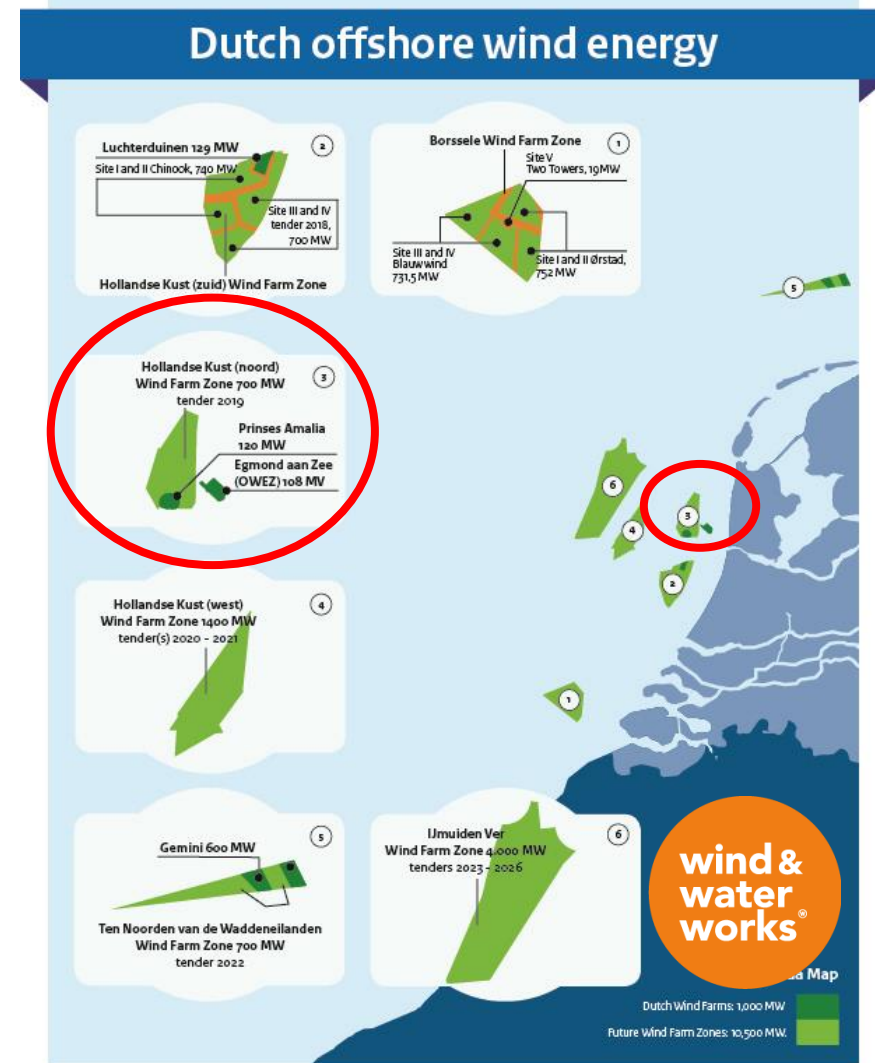 Dutch offshore wind energy
Luchterduinen 129 MW
2
Site I and II Chinook, 740 MW
Site III and IV
tender 2018,
700 MW
Hollandse Kust (zuid) Wind Farm Zone
Borssele Wind Farm Zone
1
Site V
Two Towers, 19MW
Site III and IV
Blauwwind
731,5 MW
Site I and II Ørstad,
752 MW
5
Hollandse Kust (noord)
Wind Farm Zone 700 MW
tender 2019
3
Prinses Amalia
120 MW
Egmond aan Zee
(OWEZ) 108 MV
6
3
4
2
1
Hollandse Kust (west)
Wind Farm Zone 1400 MW
tender(s) 2020 - 2021
4
Gemini 600 MW
5
Ten Noorden van de Waddeneilanden
Wind Farm Zone 700 MW
tender 2022
IJmuiden Ver
Wind Farm Zone 4.000 MW
tenders 2023 - 2026
6
wind &
water
works®
Map
Dutch Wind Farms: 1,000 MW
Future Wind Farm Zones: 10,500 MW.